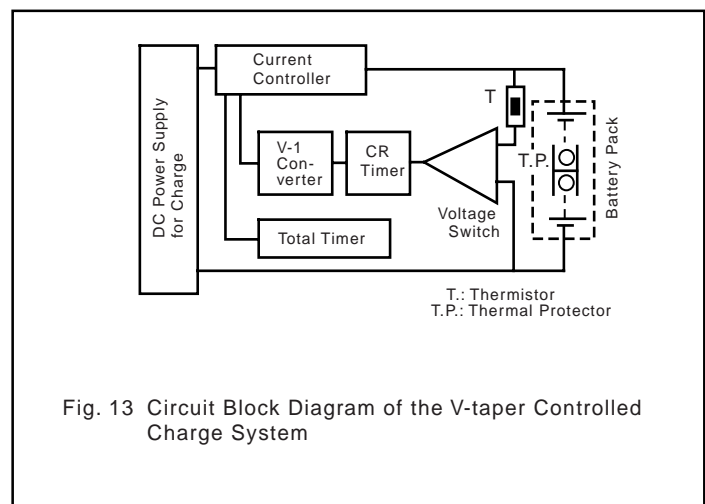 Current
Controller
DC Power Supply
for Charge
T
V-1
Con-
verter
CR
Timer
T.P.
Battery Pack
Voltage
Switch
Total Timer
T.: Thermistor
T.P.: Thermal Protector
Fig. 13 Circuit Block Diagram of the V-taper Controlled
Charge System